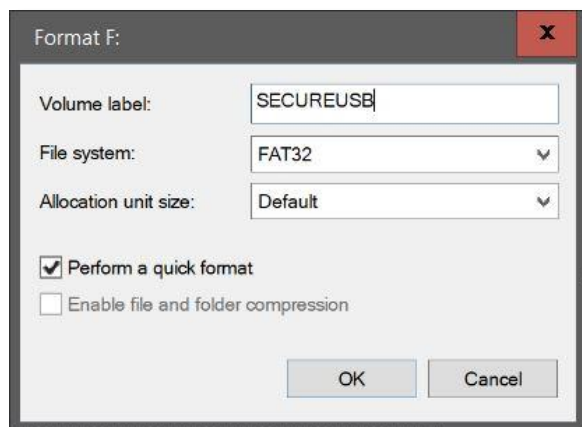 Format F:
x
Volume label: SECUREUSB
File system: FAT32
Allocation unit size: Default
Perform a quick format
Enable file and folder compression
OK Cancel